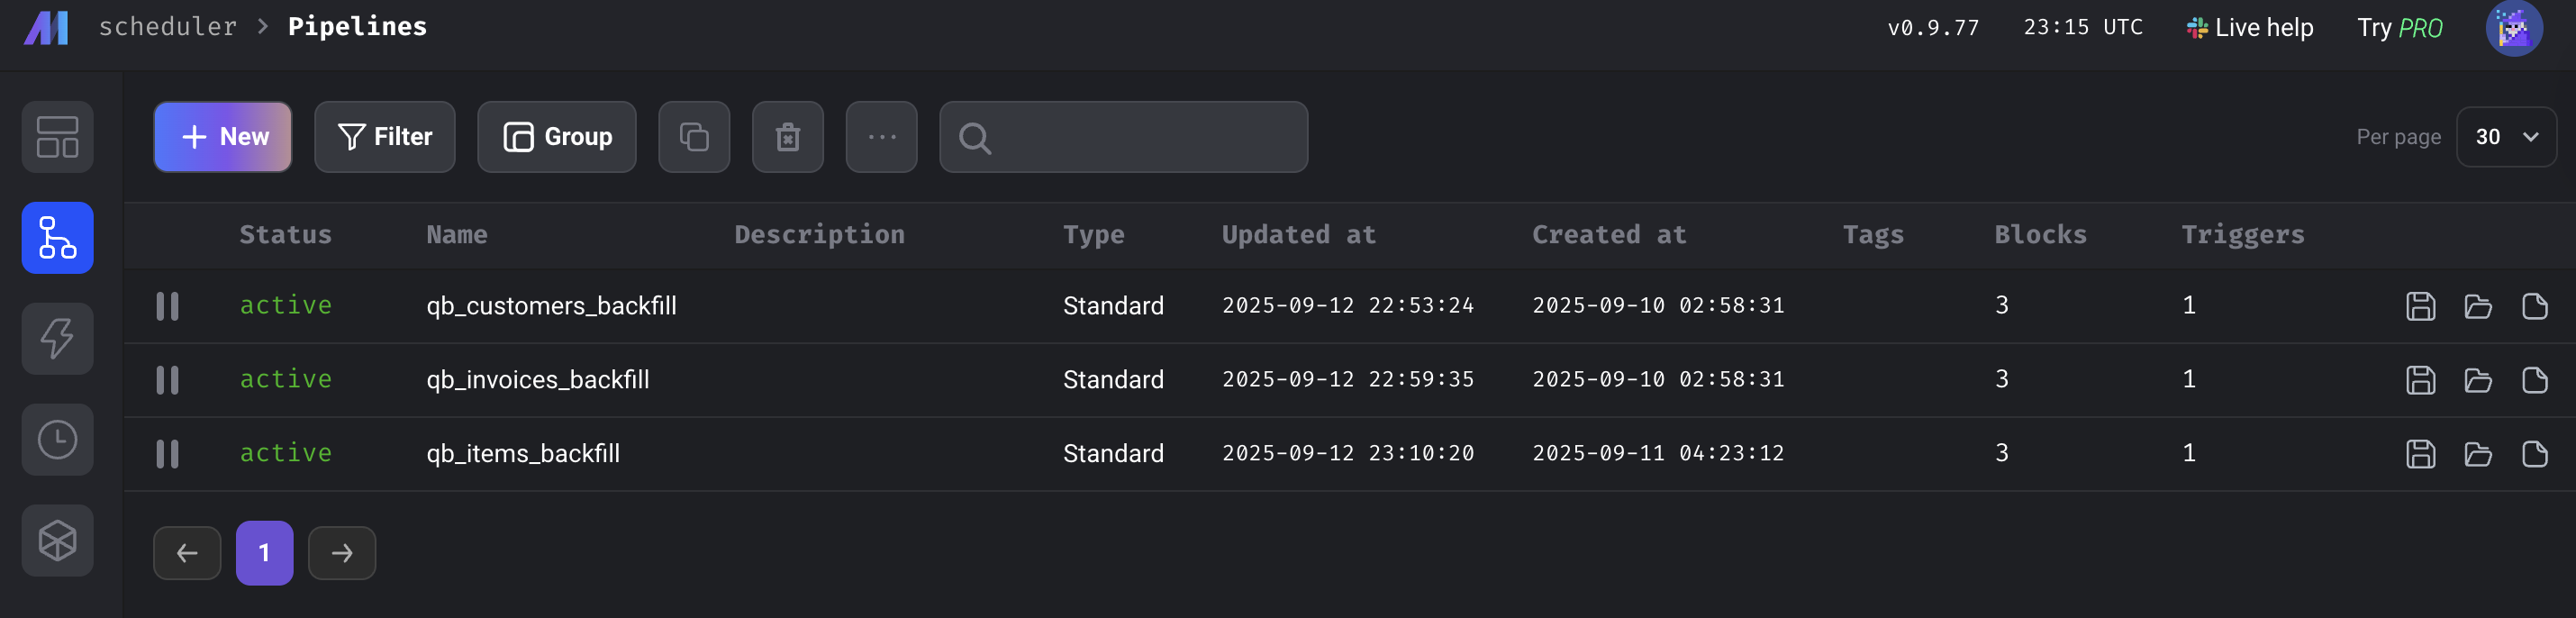 scheduler > Pipelines v0.9.77 23:15 UTC Live help Try PRO
+ New Filter Group ... Per page 30
Status Name Description Type Updated at Created at Tags Blocks Triggers
active qb_customers_backfill Standard 2025-09-12 22:53:24 2025-09-10 02:58:31 3 1
active qb_invoices_backfill Standard 2025-09-12 22:59:35 2025-09-10 02:58:31 3 1
active qb_items_backfill Standard 2025-09-12 23:10:20 2025-09-11 04:23:12 3 1
← 1 →